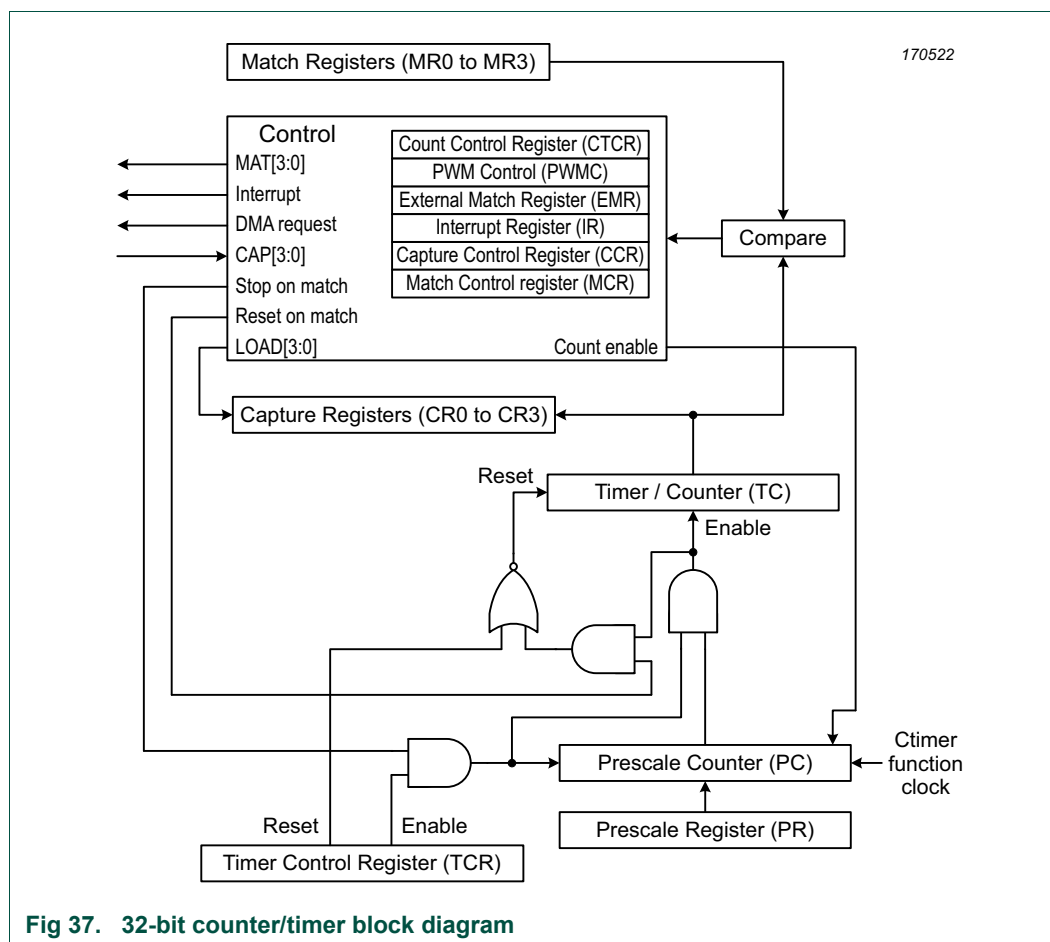 170522
Match Registers (MR0 to MR3)
Control
MAT[3:0]
Interrupt
DMA request
CAP[3:0]
Stop on match
Reset on match
LOAD[3:0]
Count Control Register (CTCR)
PWM Control (PWMC)
External Match Register (EMR)
Interrupt Register (IR)
Capture Control Register (CCR)
Match Control register (MCR)
Count enable
Compare
Capture Registers (CR0 to CR3)
Reset
Timer / Counter (TC)
Enable
Prescale Counter (PC)
Ctimer
function
clock
Prescale Register (PR)
Reset
Enable
Timer Control Register (TCR)
Fig 37. 32-bit counter/timer block diagram